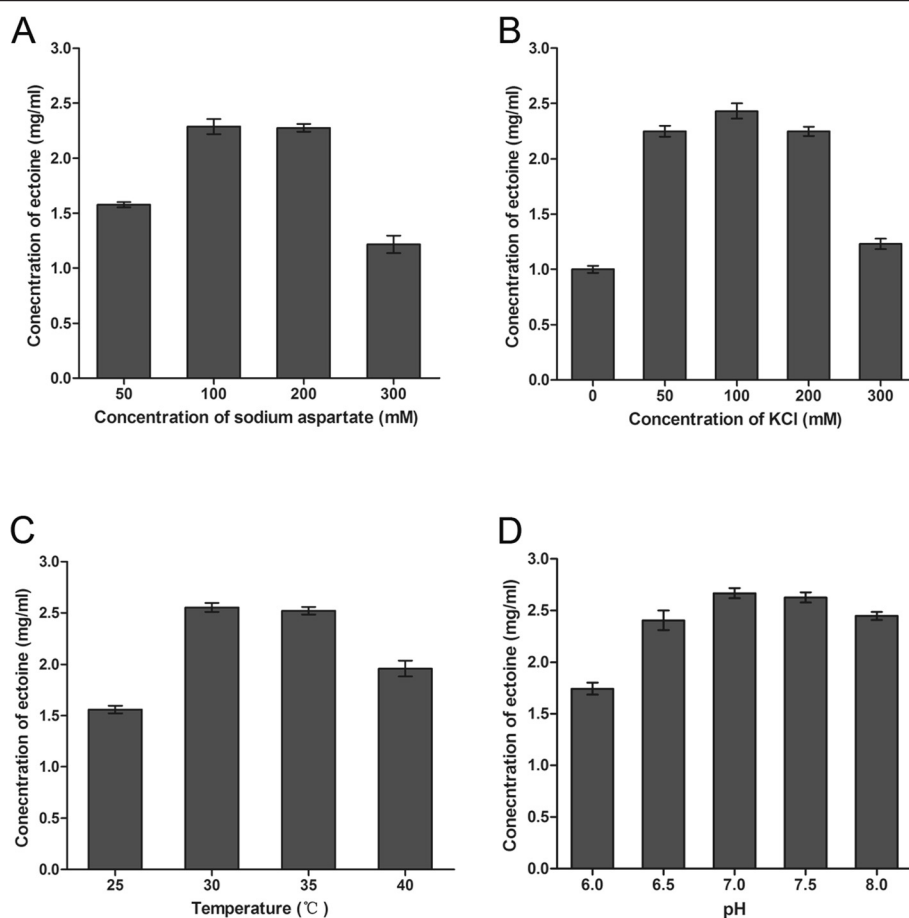 A
Conecntration of ectoine (mg/ml)
3.0
2.5
2.0
1.5
1.0
0.5
0.0
50 100 200 300
Concentration of sodium aspartate (mM)
B
Conecntration of ectoine (mg/ml)
3.0
2.5
2.0
1.5
1.0
0.5
0.0
0 50 100 200 300
Concentration of KCl (mM)
C
Conecntration of ectoine (mg/ml)
3.0
2.5
2.0
1.5
1.0
0.5
0.0
25 30 35 40
Temperature (℃)
D
Conecntration of ectoine (mg/ml)
3.0
2.5
2.0
1.5
1.0
0.5
0.0
6.0 6.5 7.0 7.5 8.0
pH